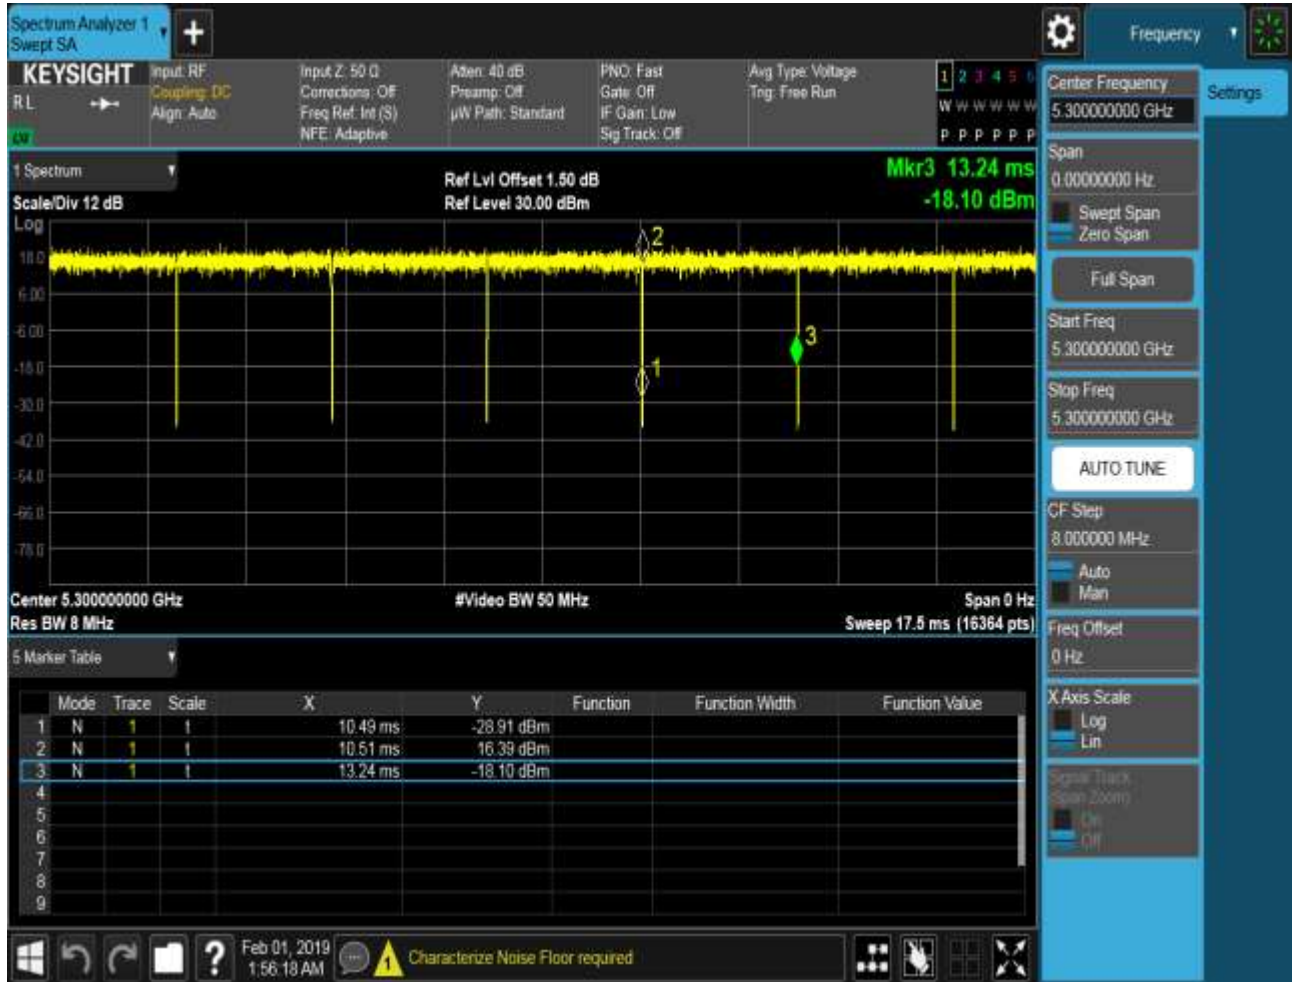 Spectrum Analyzer 1
Swept SA
+
Frequency
KEYSIGHT
RL
Input: RF
Coupling: DC
Align: Auto
Input Z: 50 Ω
Corrections: Off
Freq Ref: Int (S)
NFE: Adaptive
Atten: 40 dB
Preamp: Off
µW Path: Standard
PNO: Fast
Gate: Off
IF Gain: Low
Sig Track: Off
Avg Type: Voltage
Trig: Free Run
1 2 3 4 5 6
W W W W W W
P P P P P P
1 Spectrum
Scale/Div 12 dB
Ref Lvl Offset 1.50 dB
Ref Level 30.00 dBm
Mkr3 13.24 ms
-18.10 dBm
Log
18.0
6.00
-6.00
-18.0
-30.0
-42.0
-54.0
-66.0
-78.0
2
3
1
Center 5.300000000 GHz
#Video BW 50 MHz
Span 0 Hz
Res BW 8 MHz
Sweep 17.5 ms (16364 pts)
5 Marker Table
Mode Trace Scale X Y Function Function Width Function Value
1 N 1 t 10.49 ms -28.91 dBm
2 N 1 t 10.51 ms 16.39 dBm
3 N 1 t 13.24 ms -18.10 dBm
4
5
6
7
8
9
Center Frequency
5.300000000 GHz
Settings
Span
0.00000000 Hz
Swept Span
Zero Span
Full Span
Start Freq
5.300000000 GHz
Stop Freq
5.300000000 GHz
AUTO TUNE
CF Step
8.000000 MHz
Auto
Man
Freq Offset
0 Hz
X Axis Scale
Log
Lin
Signal Track
(Span Zoom)
On
Off
?
Feb 01, 2019
1:56:18 AM
1
Characterize Noise Floor required